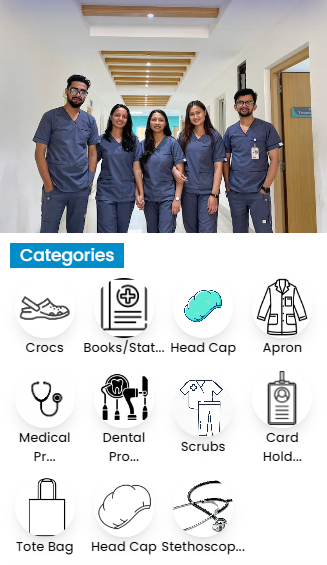 Categories
Crocs
Books/Stat...
Head Cap
Apron
Medical
Pr...
Dental
Pro...
Scrubs
Card
Hold...
Tote Bag
Head Cap
Stethoscop...